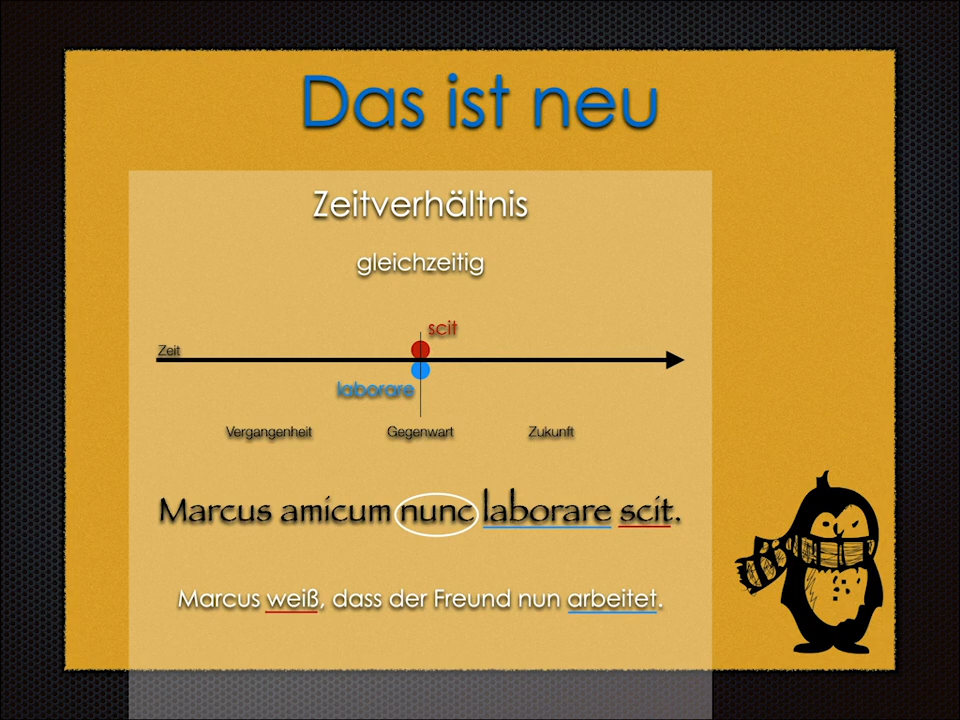 Das ist neu
Zeitverhältnis
gleichzeitig
scit
Zeit
laborare
Vergangenheit Gegenwart Zukunft
Marcus amicum nunc laborare scit.
Marcus weiß, dass der Freund nun arbeitet.